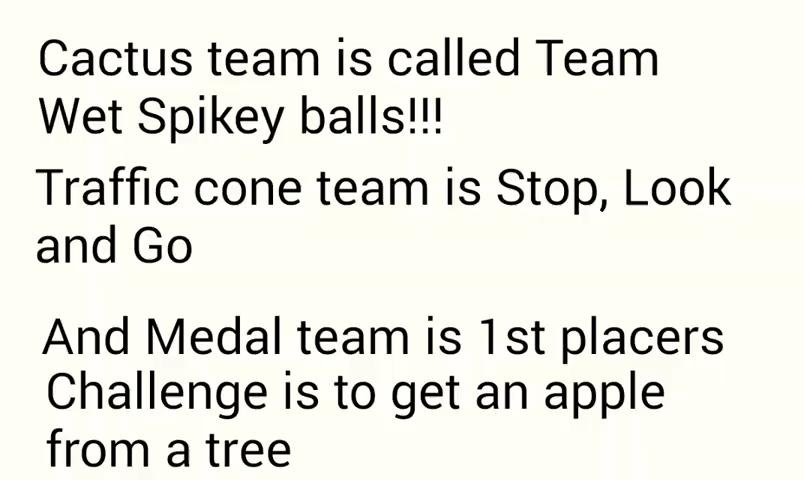 Cactus team is called Team
Wet Spikey balls!!!
Traffic cone team is Stop, Look
and Go
And Medal team is 1st placers
Challenge is to get an apple
from a tree